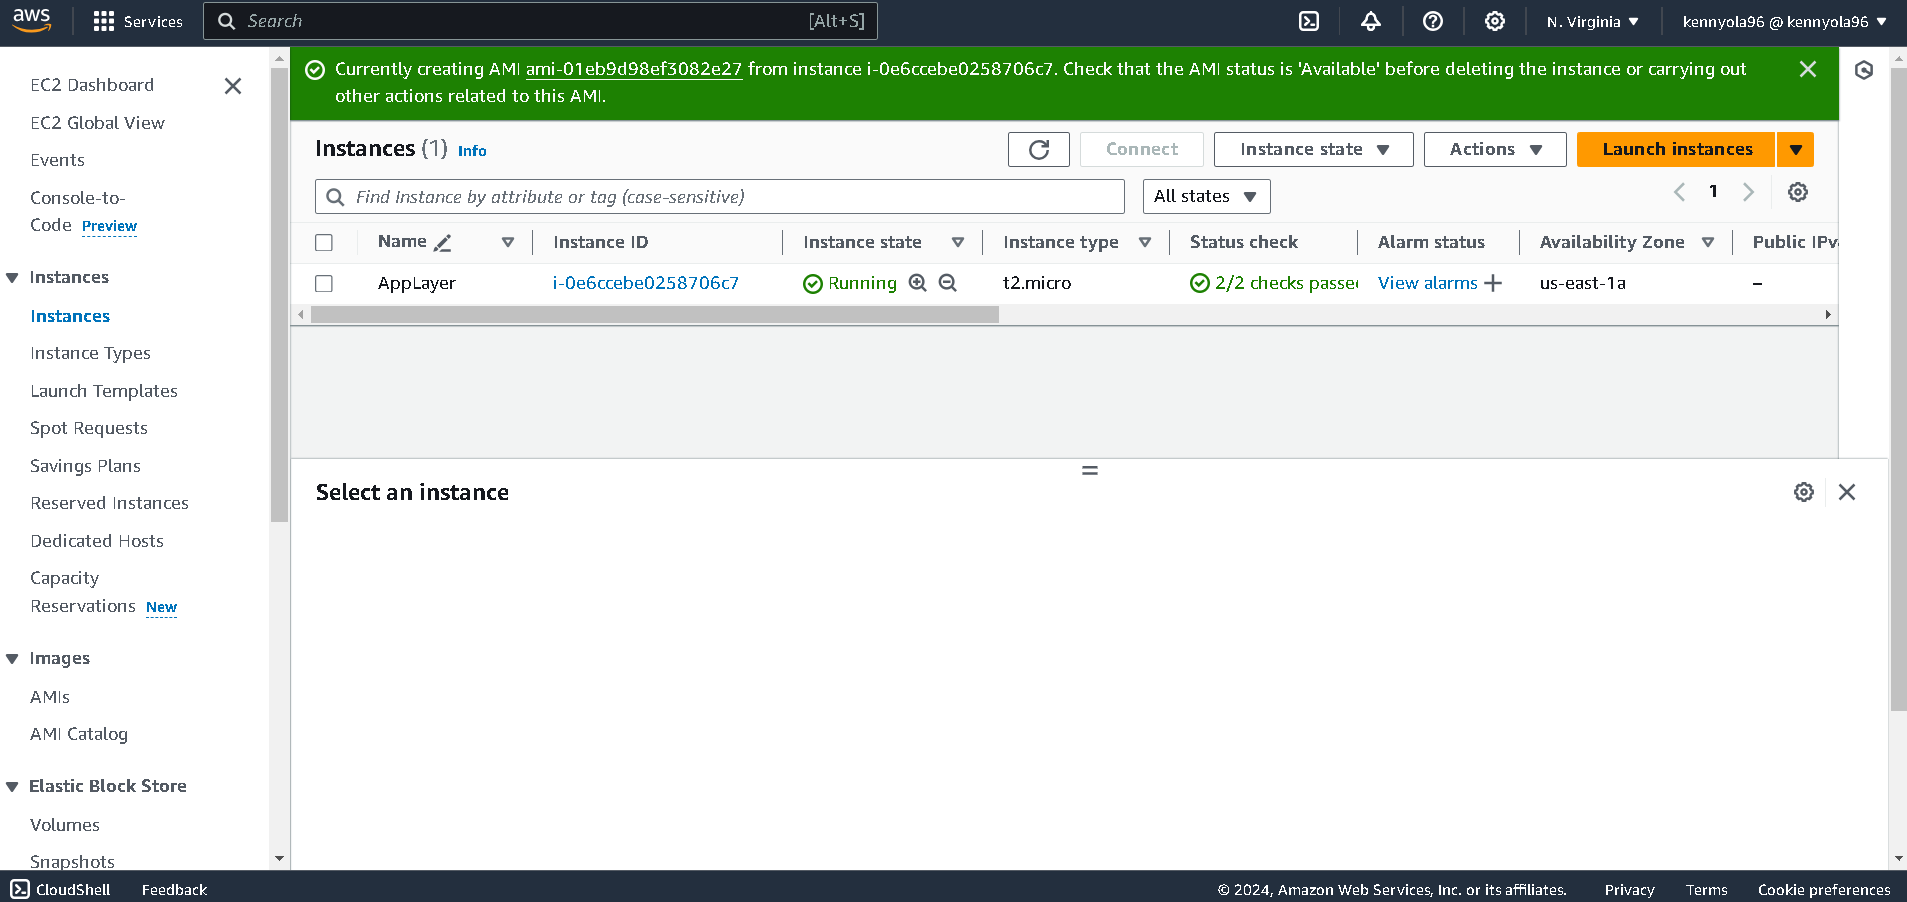 aws
Services
Search
[Alt+S]
N. Virginia
kennyola96 @ kennyola96
EC2 Dashboard
EC2 Global View
Events
Console-to-
Code Preview
Instances
Instances
Instance Types
Launch Templates
Spot Requests
Savings Plans
Reserved Instances
Dedicated Hosts
Capacity
Reservations New
Images
AMIs
AMI Catalog
Elastic Block Store
Volumes
Snapshots
Currently creating AMI ami-01eb9d98ef3082e27 from instance i-0e6ccebe0258706c7. Check that the AMI status is 'Available' before deleting the instance or carrying out
other actions related to this AMI.
Instances (1) Info
Connect
Instance state
Actions
Launch instances
Find Instance by attribute or tag (case-sensitive)
All states
1
Name Instance ID Instance state Instance type Status check Alarm status Availability Zone Public IPv
AppLayer i-0e6ccebe0258706c7 Running t2.micro 2/2 checks passe View alarms + us-east-1a –
Select an instance
CloudShell Feedback © 2024, Amazon Web Services, Inc. or its affiliates. Privacy Terms Cookie preferences